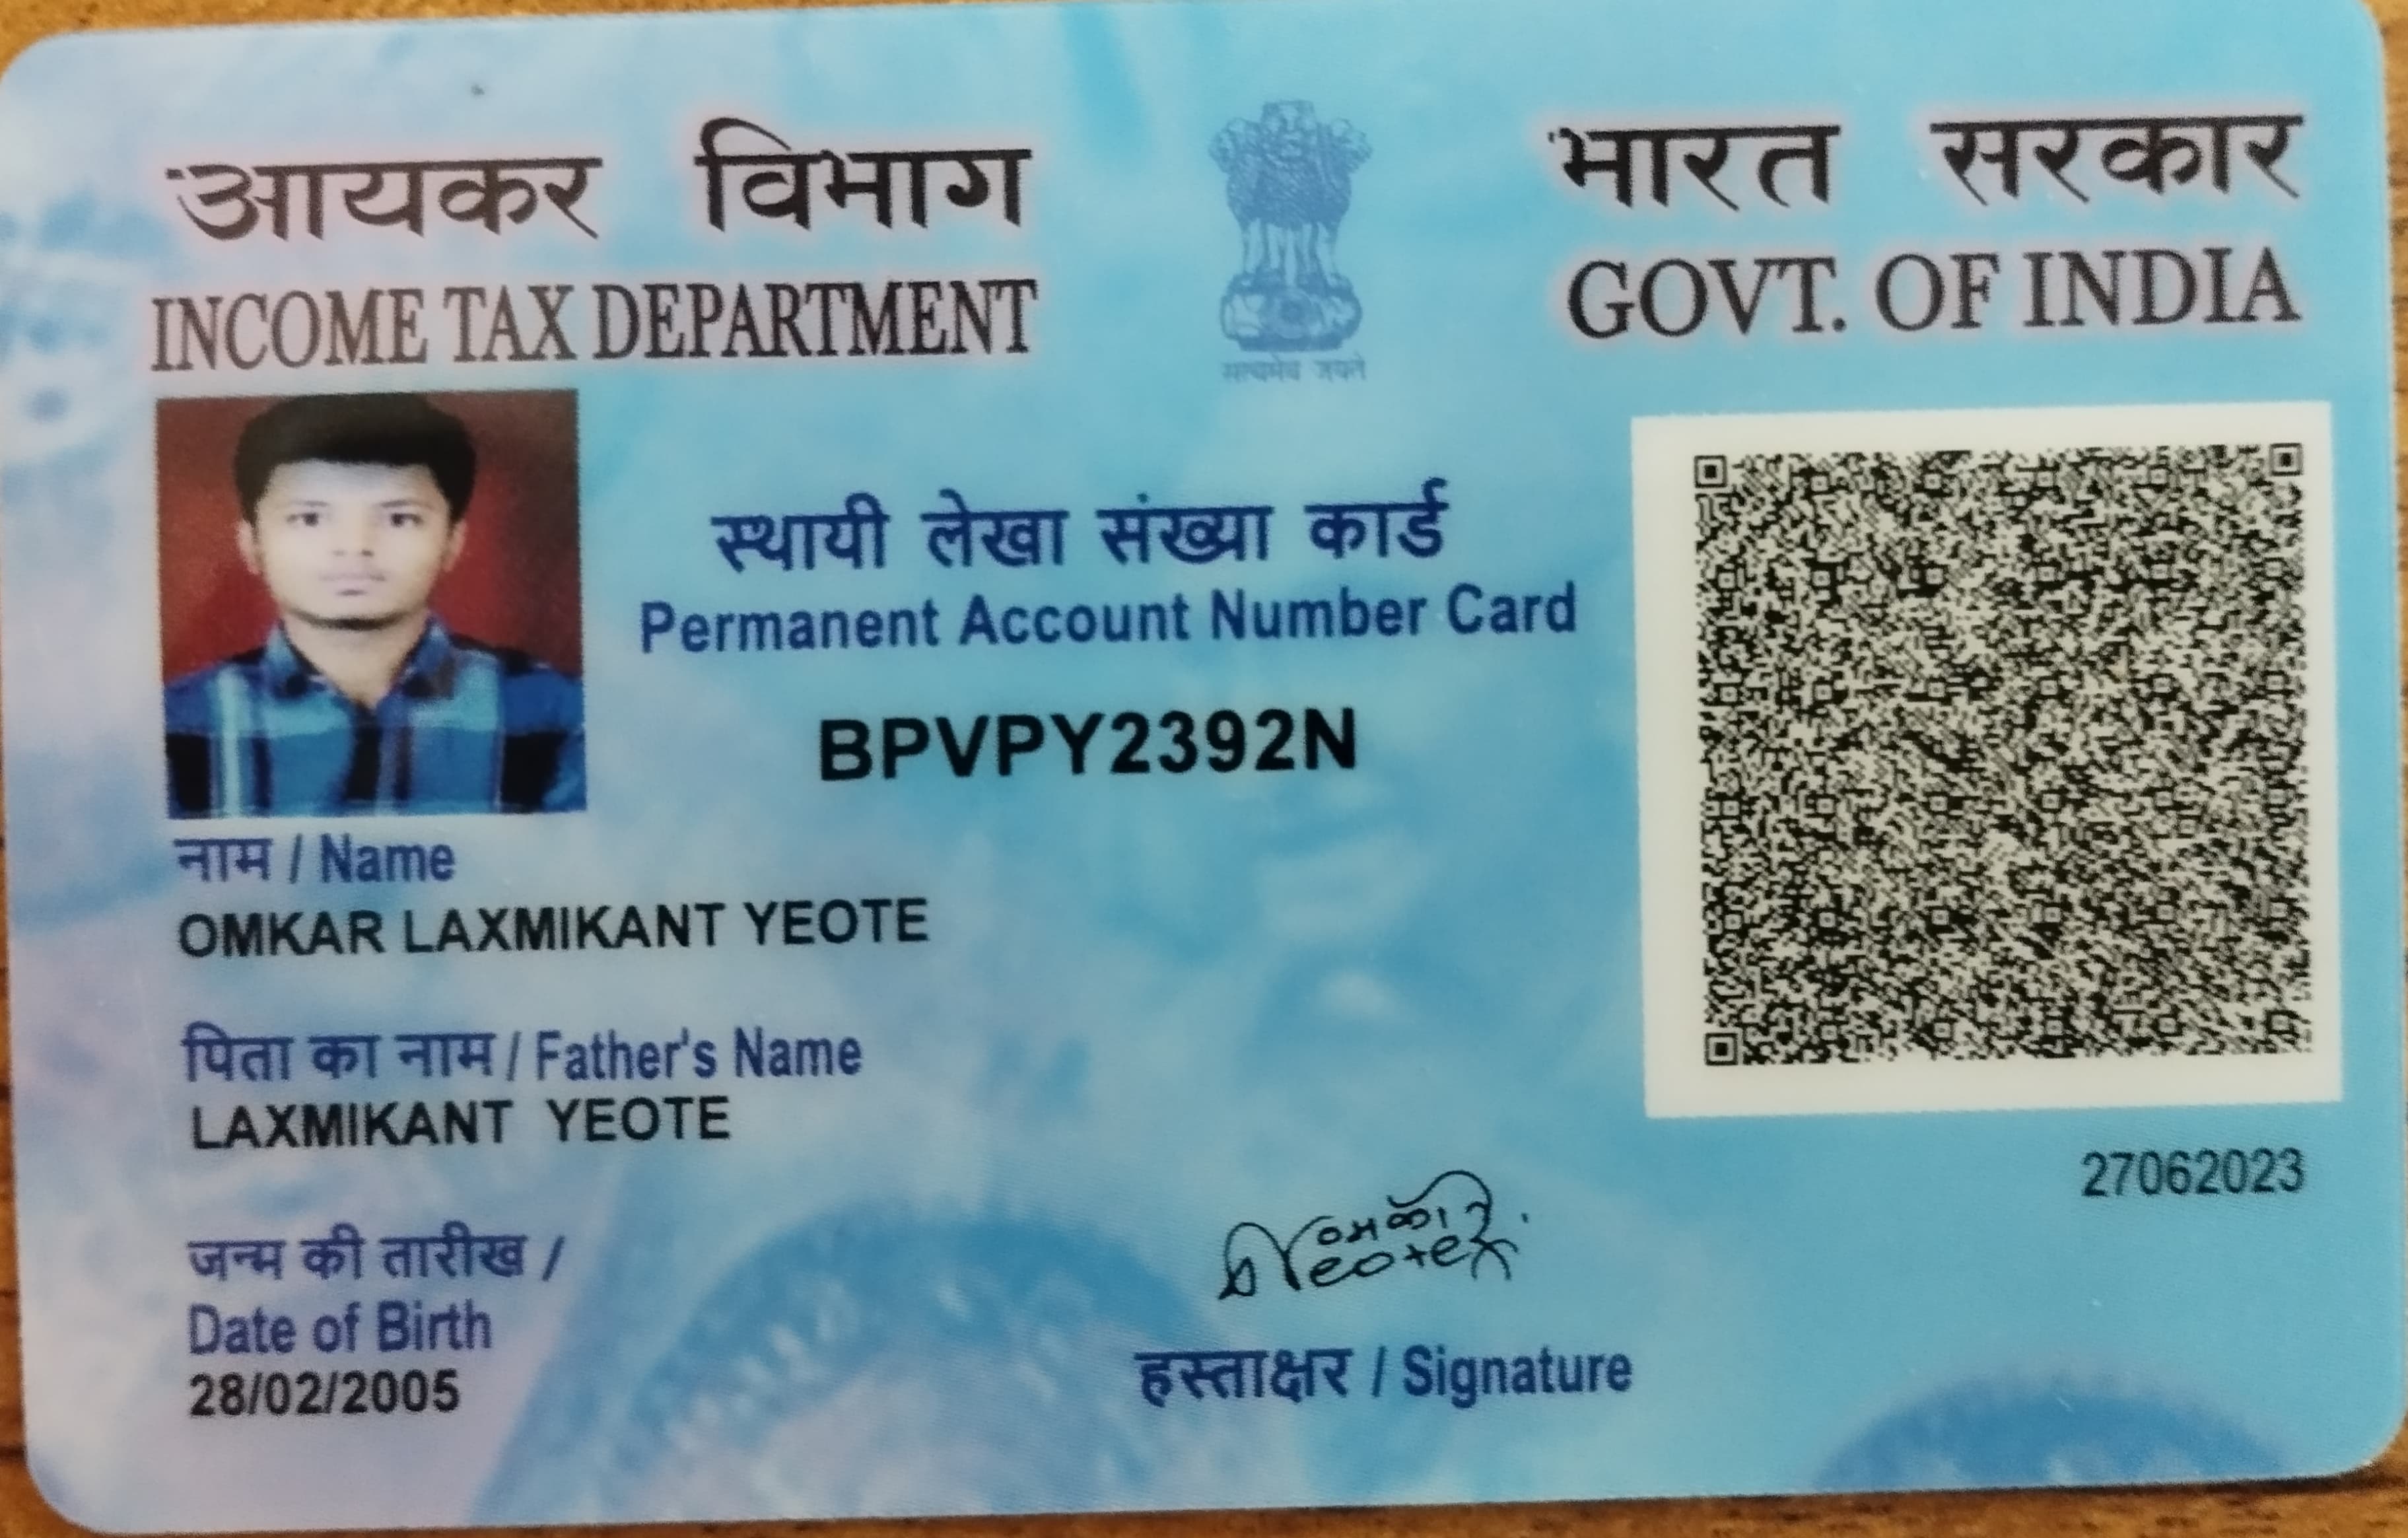 आयकर विभाग
INCOME TAX DEPARTMENT
सत्यमेव जयते
भारत सरकार
GOVT. OF INDIA
स्थायी लेखा संख्या कार्ड
Permanent Account Number Card
BPVPY2392N
नाम / Name
OMKAR LAXMIKANT YEOTE
पिता का नाम / Father's Name
LAXMIKANT YEOTE
जन्म की तारीख /
Date of Birth
28/02/2005
ओमकार
Yeote
हस्ताक्षर / Signature
27062023